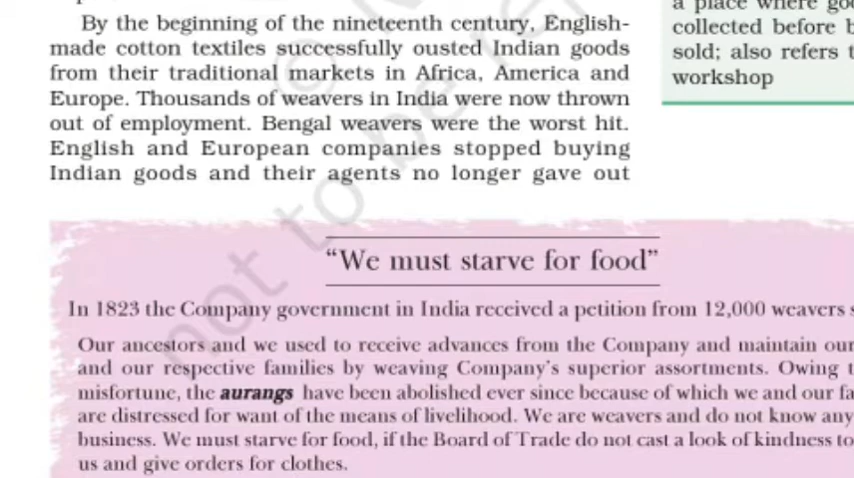 a place where
collected before
sold; also refers
workshop
By the beginning of the nineteenth century, English-
made cotton textiles successfully ousted Indian goods
from their traditional markets in Africa, America and
Europe. Thousands of weavers in India were now thrown
out of employment. Bengal weavers were the worst hit.
English and European companies stopped buying
Indian goods and their agents no longer gave out
"We must starve for food"
In 1823 the Company government in India received a petition from 12,000 weavers
Our ancestors and we used to receive advances from the Company and maintain our
and our respective families by weaving Company's superior assortments. Owing
misfortune, the aurangs have been abolished ever since because of which we and our
are distressed for want of the means of livelihood. We are weavers and do not know any
business. We must starve for food, if the Board of Trade do not cast a look of kindness to
us and give orders for clothes.
not to be